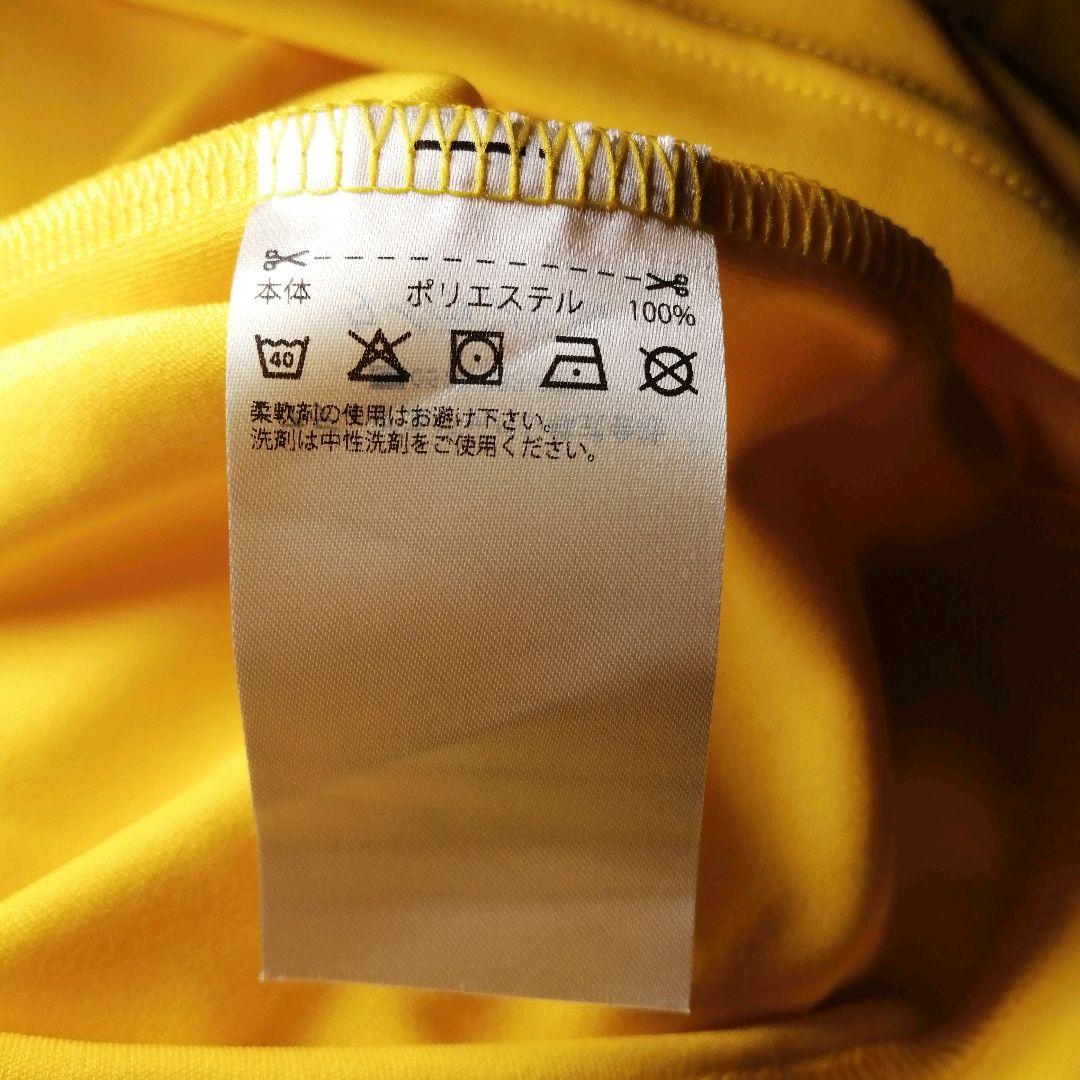 本体 ポリエステル 100%
40
柔軟剤の使用はお避け下さい。
洗剤は中性洗剤をご使用ください。